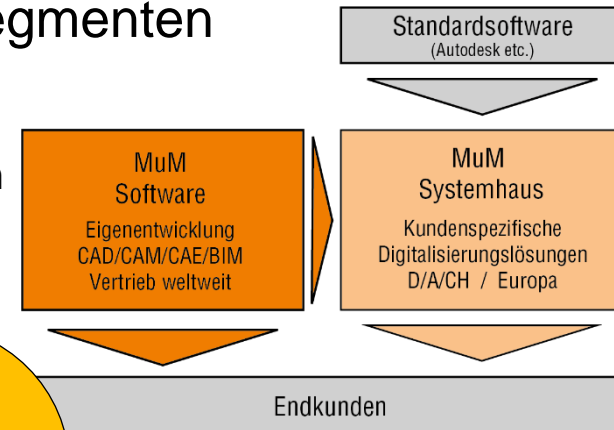 egmenten
Standardsoftware
(Autodesk etc.)
n
MuM
Software
Eigenentwicklung
CAD/CAM/CAE/BIM
Vertrieb weltweit
MuM
Systemhaus
Kundenspezifische
Digitalisierungslösungen
D/A/CH / Europa
Endkunden